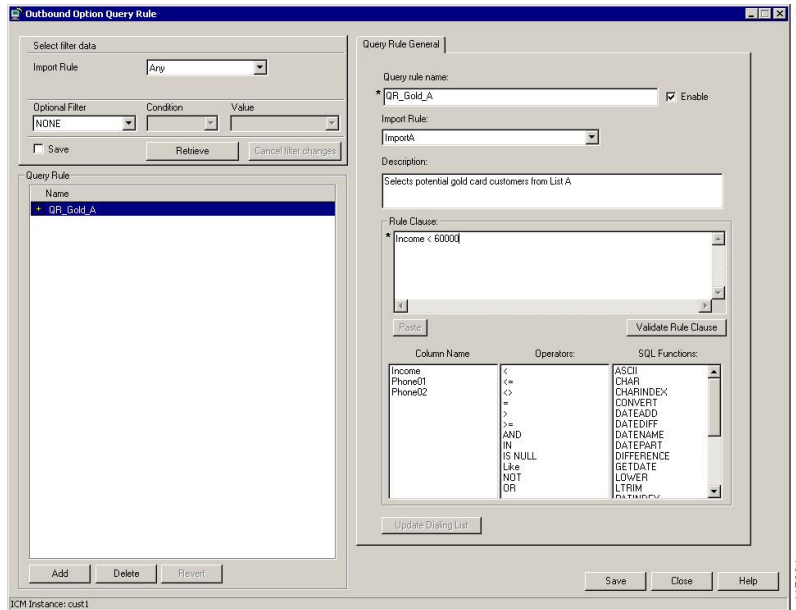 Outbound Option Query Rule
Select filter data
Import Rule
Any
Optional Filter
Condition
Value
NONE
Save
Retrieve
Cancel filter changes
Query Rule
Name
+ QR_Gold_A
Add
Delete
Revert
Query Rule General
Query rule name:
* QR_Gold_A
Enable
Import Rule:
ImportA
Description:
Selects potential gold card customers from List A
Rule Clause:
* Income < 60000
Paste
Validate Rule Clause
Column Name
Income
Phone01
Phone02
Operators:
<
<=
<>
=
>
>=
AND
IN
IS NULL
Like
NOT
OR
SQL Functions:
ASCII
CHAR
CHARINDEX
CONVERT
DATEADD
DATEDIFF
DATENAME
DATEPART
DIFFERENCE
GETDATE
LOWER
LTRIM
PATINDEX
Update Dialing List
Save
Close
Help
ICM Instance: cust1